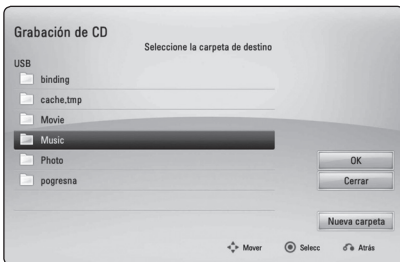 Grabación de CD
Seleccione la carpeta de destino
USB
binding
cache.tmp
Movie
Music
Photo
pogresna
OK
Cerrar
Nueva carpeta
Mover Selecc Atrás